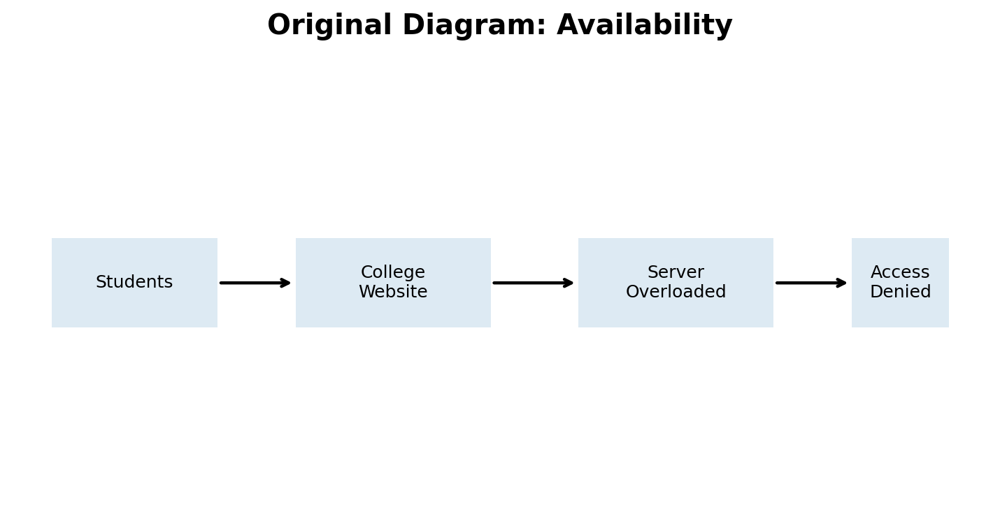 Original Diagram: Availability
Students
College
Website
Server
Overloaded
Access
Denied